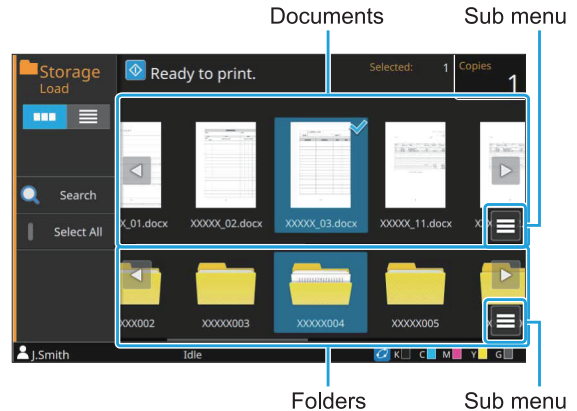 Documents
Sub menu
Storage
Load
Ready to print.
Selected: 1
Copies
1
Search
Select All
X_01.docx
XXXXX_02.docx
XXXXX_03.docx
XXXXX_11.docx
XXX002
XXXXX003
XXXXX004
XXXXX005
J.Smith
Idle
K
C
M
Y
G
Folders
Sub menu